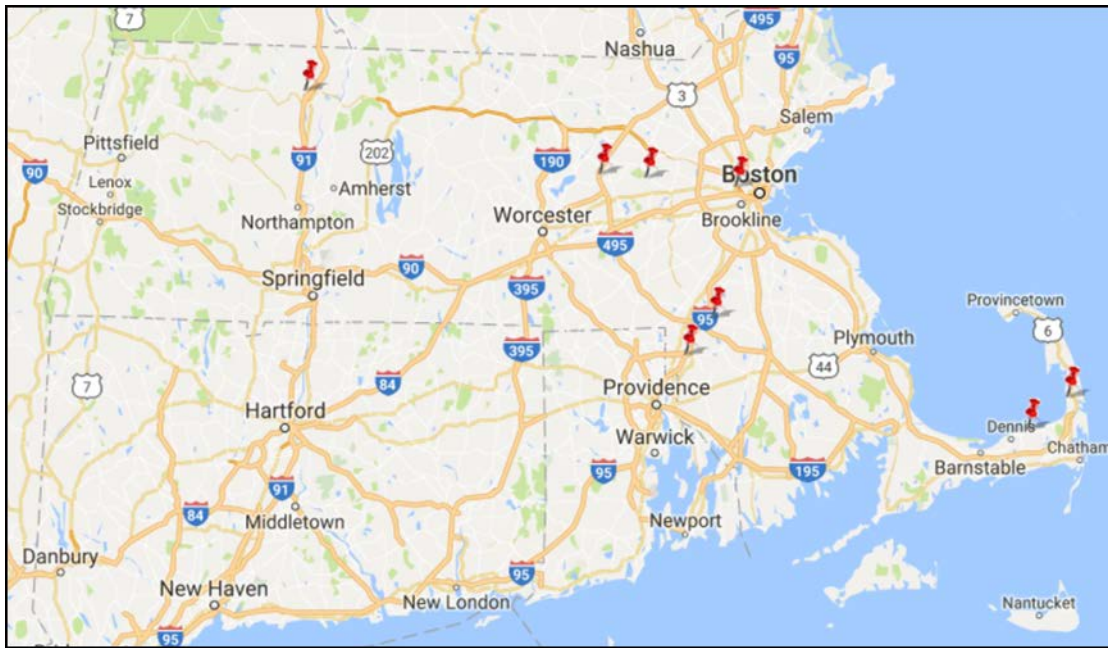 7
495
Nashua
95
3
Salem
Pittsfield
91
202
190
90
Lenox
Amherst
Boston
Stockbridge
Northampton
Worcester
Brookline
495
90
Springfield
395
Provincetown
95
6
Plymouth
395
44
7
84
Providence
Hartford
Dennis
Warwick
Chatham
Barnstable
95
195
91
84
Middletown
Newport
Danbury
95
New Haven
New London
Nantucket
95